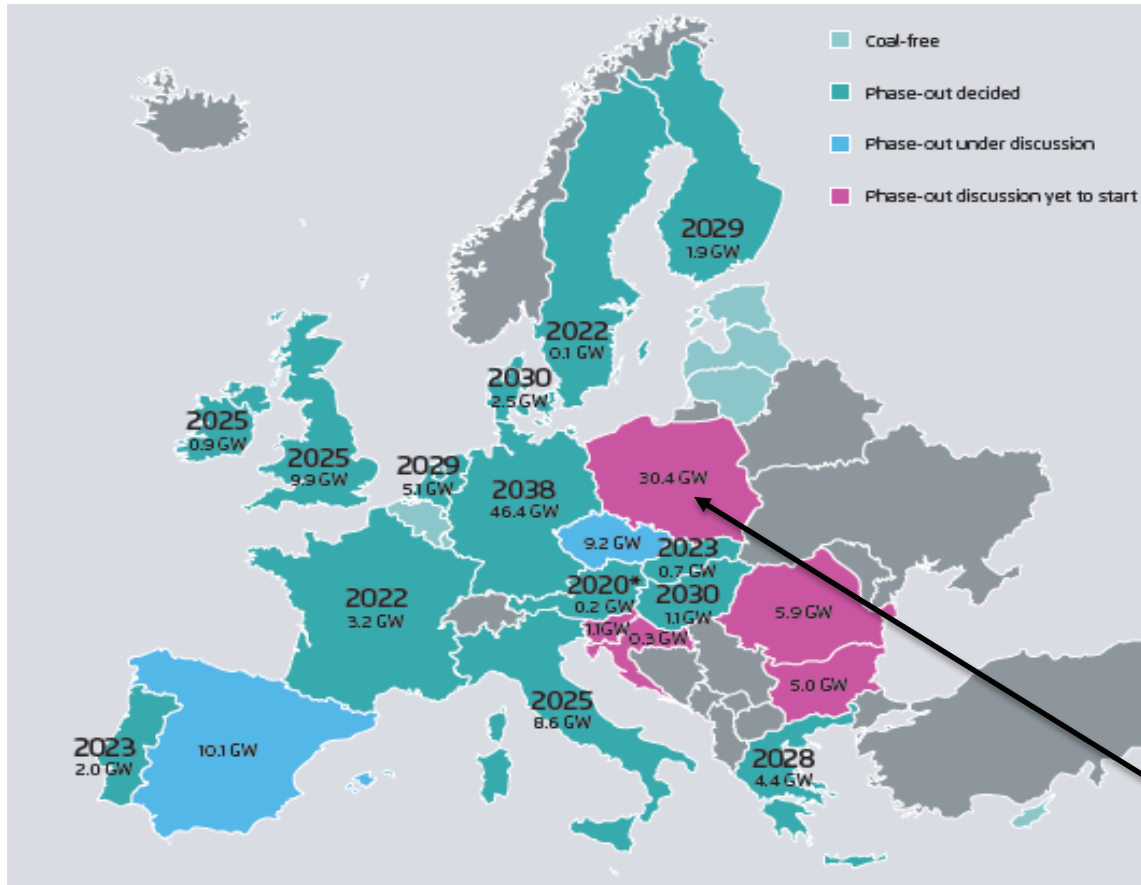 Coal-free
Phase-out decided
Phase-out under discussion
Phase-out discussion yet to start
2029
1.9 GW
2022
0.1 GW
2030
2.5 GW
2025
0.9 GW
2025
9.9 GW
2029
5.1 GW
2038
46.4 GW
30.4 GW
9.2 GW
2023
0.7 GW
2020*
0.2 GW
2030
1.1 GW
2022
3.2 GW
1.1GW
0.3 GW
5.9 GW
5.0 GW
2025
8.6 GW
2023
2.0 GW
10.1 GW
2028
4.4 GW